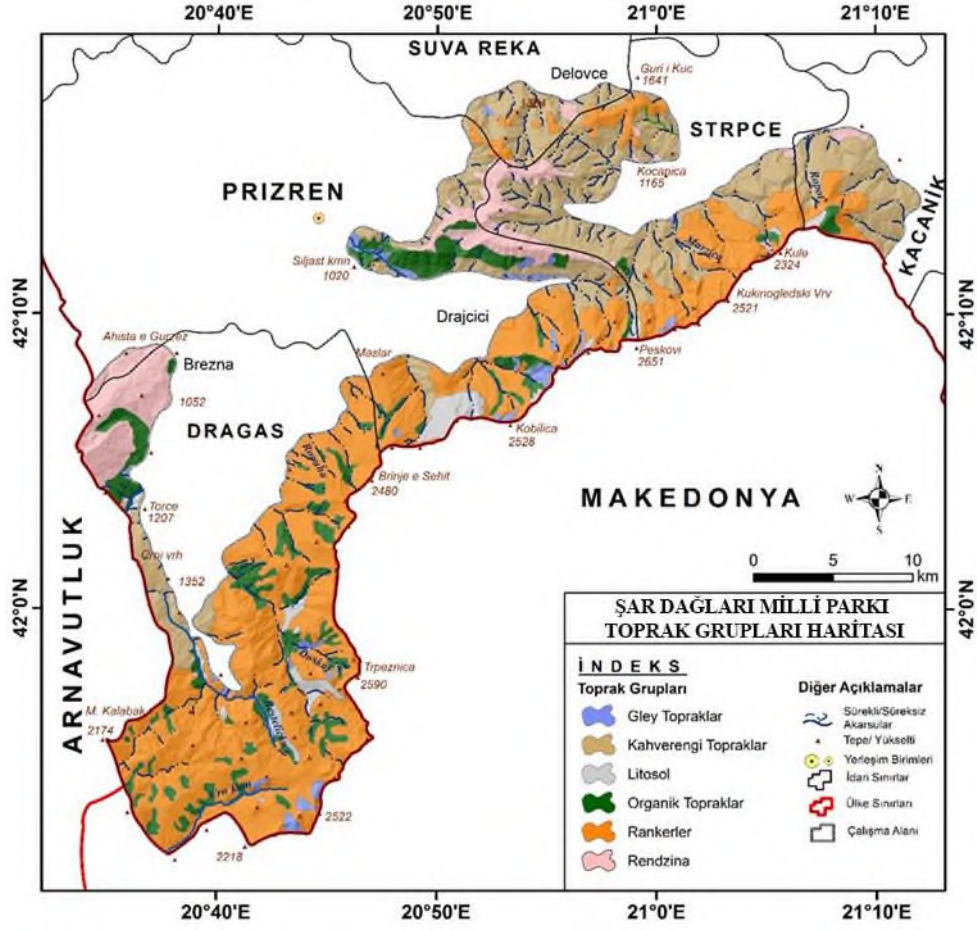 20°40'E 20°50'E 21°0'E 21°10'E
SUVA REKA
Delovce
Guri i Kuc
1641
STRPCE
Kocapica
1165
PRIZREN
KACANİK
Siljast kmn
1020
Kule
2324
Kukinogledski Vrv
2521
Drajcici
42°10'N
42°10'N
Peskovi
2651
Maslar
Brezna
1052
DRAGAS
Kobilica
2528
Brinje e Sehit
2480
MAKEDONYA
N
W E
S
Torce
1207
ARNAVUTLUK
1352
0 5 10
km
42°0'N
42°0'N
Trpeznica
2590
M. Kalabak
2174
2522
2218
ŞAR DAĞLARI MİLLİ PARKI
TOPRAK GRUPLARI HARİTASI
İNDEKS
Toprak Grupları
Gley Topraklar
Kahverengi Topraklar
Litosol
Organik Topraklar
Rankerler
Rendzina
Diğer Açıklamalar
Sürekli/Süreksiz
Akarsular
Tepe/ Yükselti
Yerleşim Birimleri
İdari Sınırlar
Ülke Sınırları
Çalışma Alanı
20°40'E 20°50'E 21°0'E 21°10'E